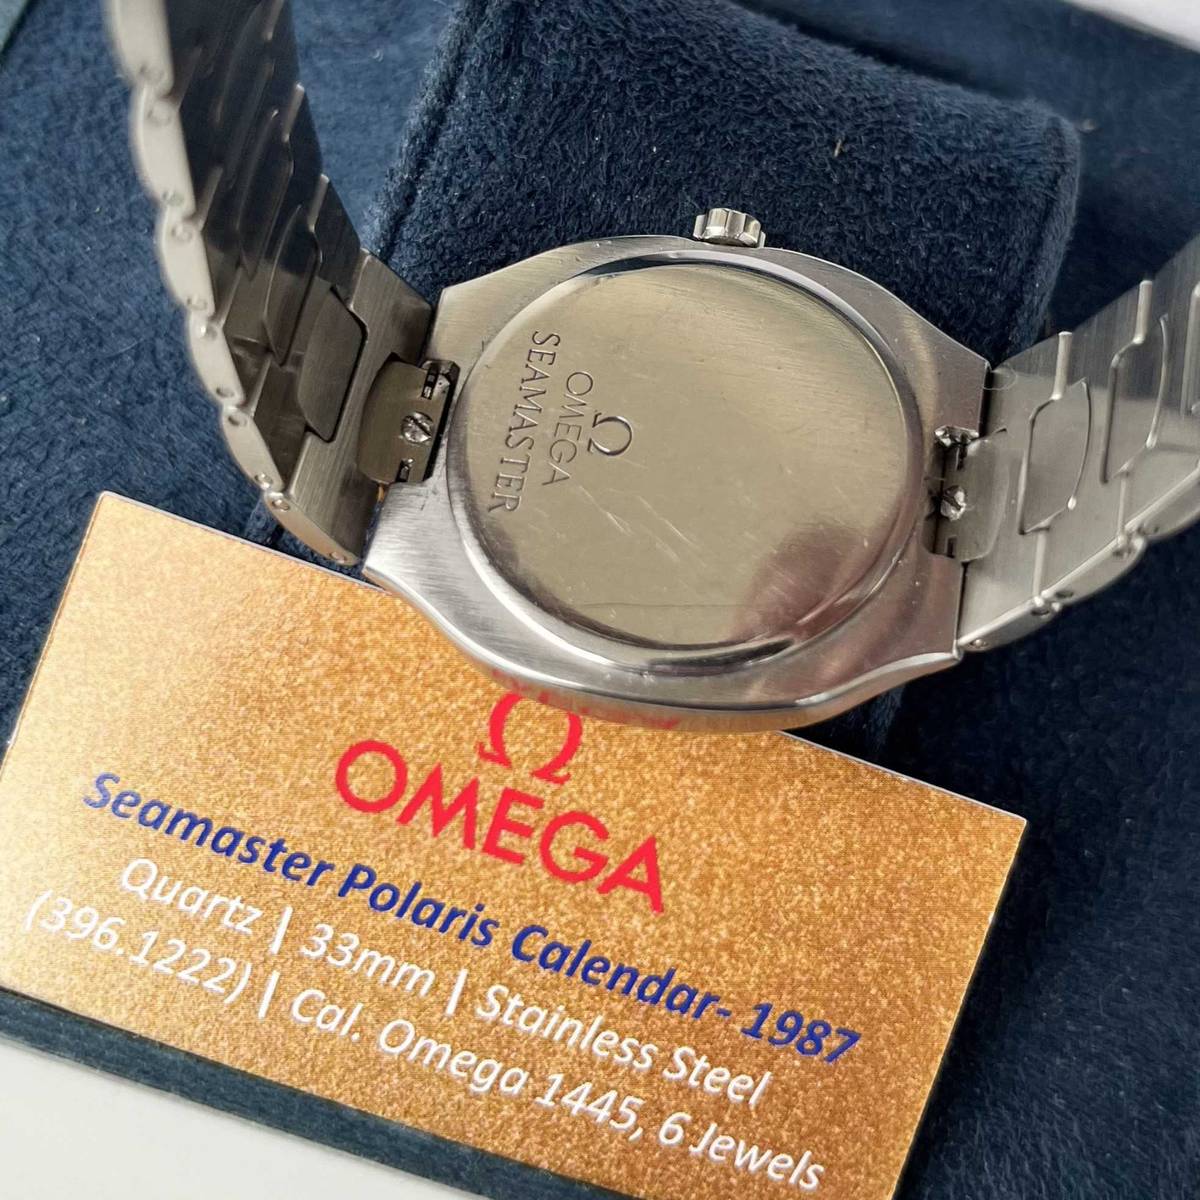 Ω
OMEGA
SEAMASTER
Ω
OMEGA
Seamaster Polaris Calendar- 1987
Quartz | 33mm | Stainless Steel
(396.1222) | Cal. Omega 1445, 6 Jewels